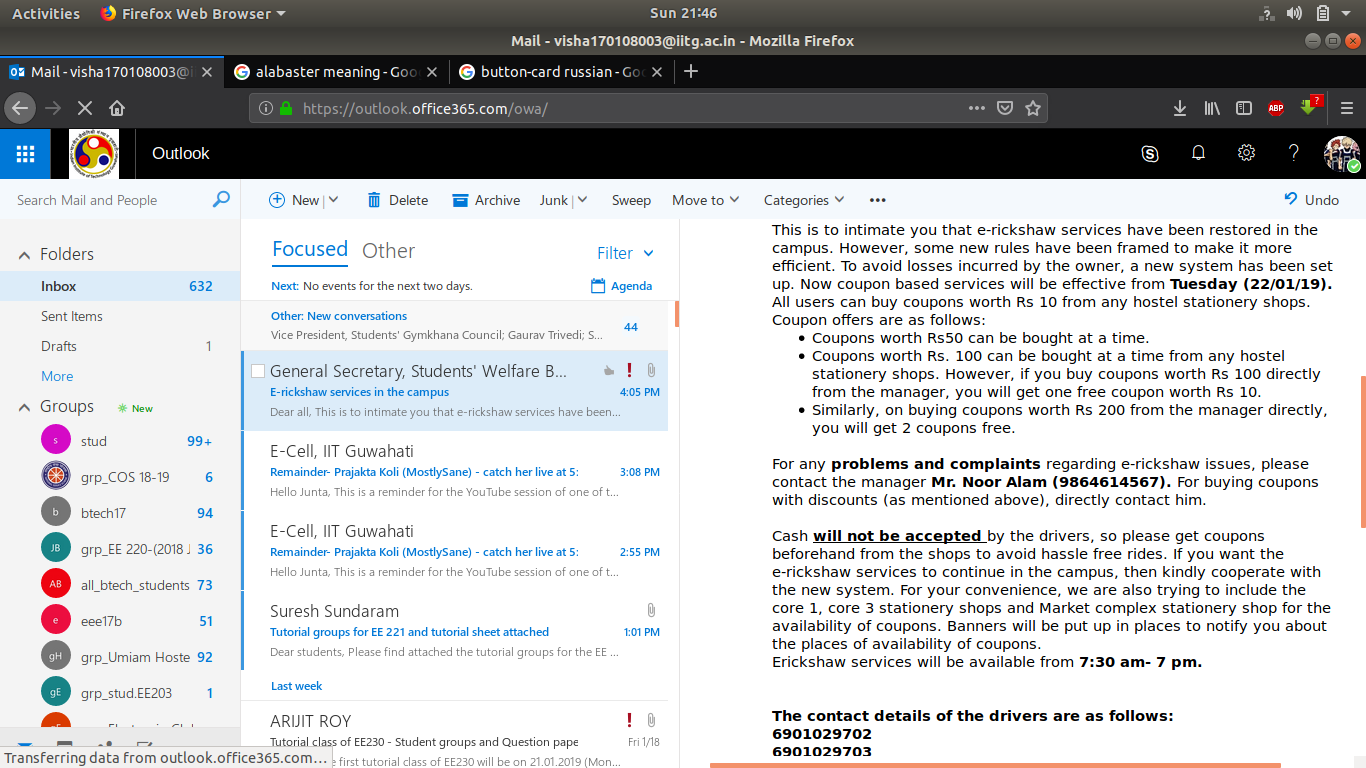 Activities
Firefox Web Browser
Sun 21:46
Mail - visha170108003@iitg.ac.in - Mozilla Firefox
Mail - visha170108003@i
alabaster meaning - Goo
button-card russian - Go
https://outlook.office365.com/owa/
ABP
?
Outlook
?
Search Mail and People
New
Delete
Archive
Junk
Sweep
Move to
Categories
Undo
Folders
Inbox 632
Sent Items
Drafts 1
More
Groups New
s stud 99+
grp_COS 18-19 6
b btech17 94
JB grp_EE 220-(2018 J 36
AB all_btech_students 73
e eee17b 51
gH grp_Umiam Hoste 92
gE grp_stud.EE203 1
Transferring data from outlook.office365.com…
Focused
Other
Filter
Next: No events for the next two days.
Agenda
Other: New conversations
Vice President, Students' Gymkhana Council; Gaurav Trivedi; S...
44
General Secretary, Students' Welfare B...
E-rickshaw services in the campus 4:05 PM
Dear all, This is to intimate you that e-rickshaw services have been...
E-Cell, IIT Guwahati
Remainder- Prajakta Koli (MostlySane) - catch her live at 5: 3:08 PM
Hello Junta, This is a reminder for the YouTube session of one of t...
E-Cell, IIT Guwahati
Remainder- Prajakta Koli (MostlySane) - catch her live at 5: 2:55 PM
Hello Junta, This is a reminder for the YouTube session of one of t...
Suresh Sundaram
Tutorial groups for EE 221 and tutorial sheet attached 1:01 PM
Dear students, Please find attached the tutorial groups for the EE ...
Last week
ARIJIT ROY
Tutorial class of EE230 - Student groups and Question pape Fri 1/18
e first tutorial class of EE230 will be on 21.01.2019 (Mon...
This is to intimate you that e-rickshaw services have been restored in the
campus. However, some new rules have been framed to make it more
efficient. To avoid losses incurred by the owner, a new system has been set
up. Now coupon based services will be effective from Tuesday (22/01/19).
All users can buy coupons worth Rs 10 from any hostel stationery shops.
Coupon offers are as follows:
• Coupons worth Rs50 can be bought at a time.
• Coupons worth Rs. 100 can be bought at a time from any hostel
stationery shops. However, if you buy coupons worth Rs 100 directly
from the manager, you will get one free coupon worth Rs 10.
• Similarly, on buying coupons worth Rs 200 from the manager directly,
you will get 2 coupons free.
For any problems and complaints regarding e-rickshaw issues, please
contact the manager Mr. Noor Alam (9864614567). For buying coupons
with discounts (as mentioned above), directly contact him.
Cash will not be accepted by the drivers, so please get coupons
beforehand from the shops to avoid hassle free rides. If you want the
e-rickshaw services to continue in the campus, then kindly cooperate with
the new system. For your convenience, we are also trying to include the
core 1, core 3 stationery shops and Market complex stationery shop for the
availability of coupons. Banners will be put up in places to notify you about
the places of availability of coupons.
Erickshaw services will be available from 7:30 am- 7 pm.
The contact details of the drivers are as follows:
6901029702
6901029703